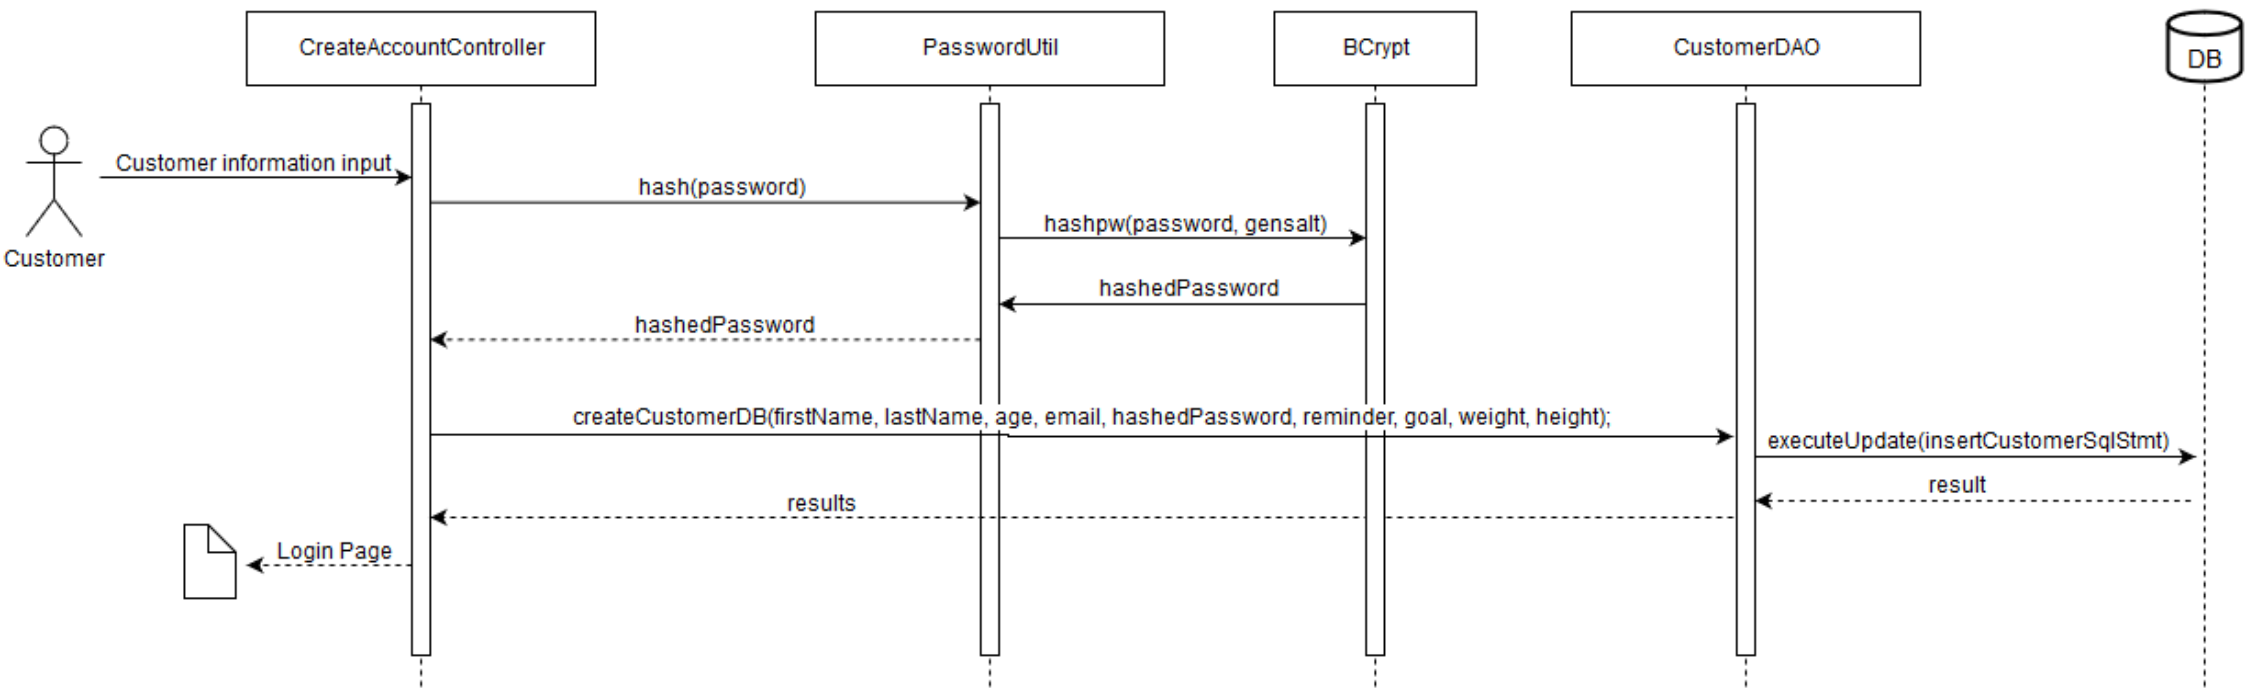 CreateAccountController
PasswordUtil
BCrypt
CustomerDAO
DB
Customer information input
hash(password)
hashpw(password, gensalt)
Customer
hashedPassword
hashedPassword
createCustomerDB(firstName, lastName, age, email, hashedPassword, reminder, goal, weight, height);
executeUpdate(insertCustomerSqlStmt)
result
results
Login Page